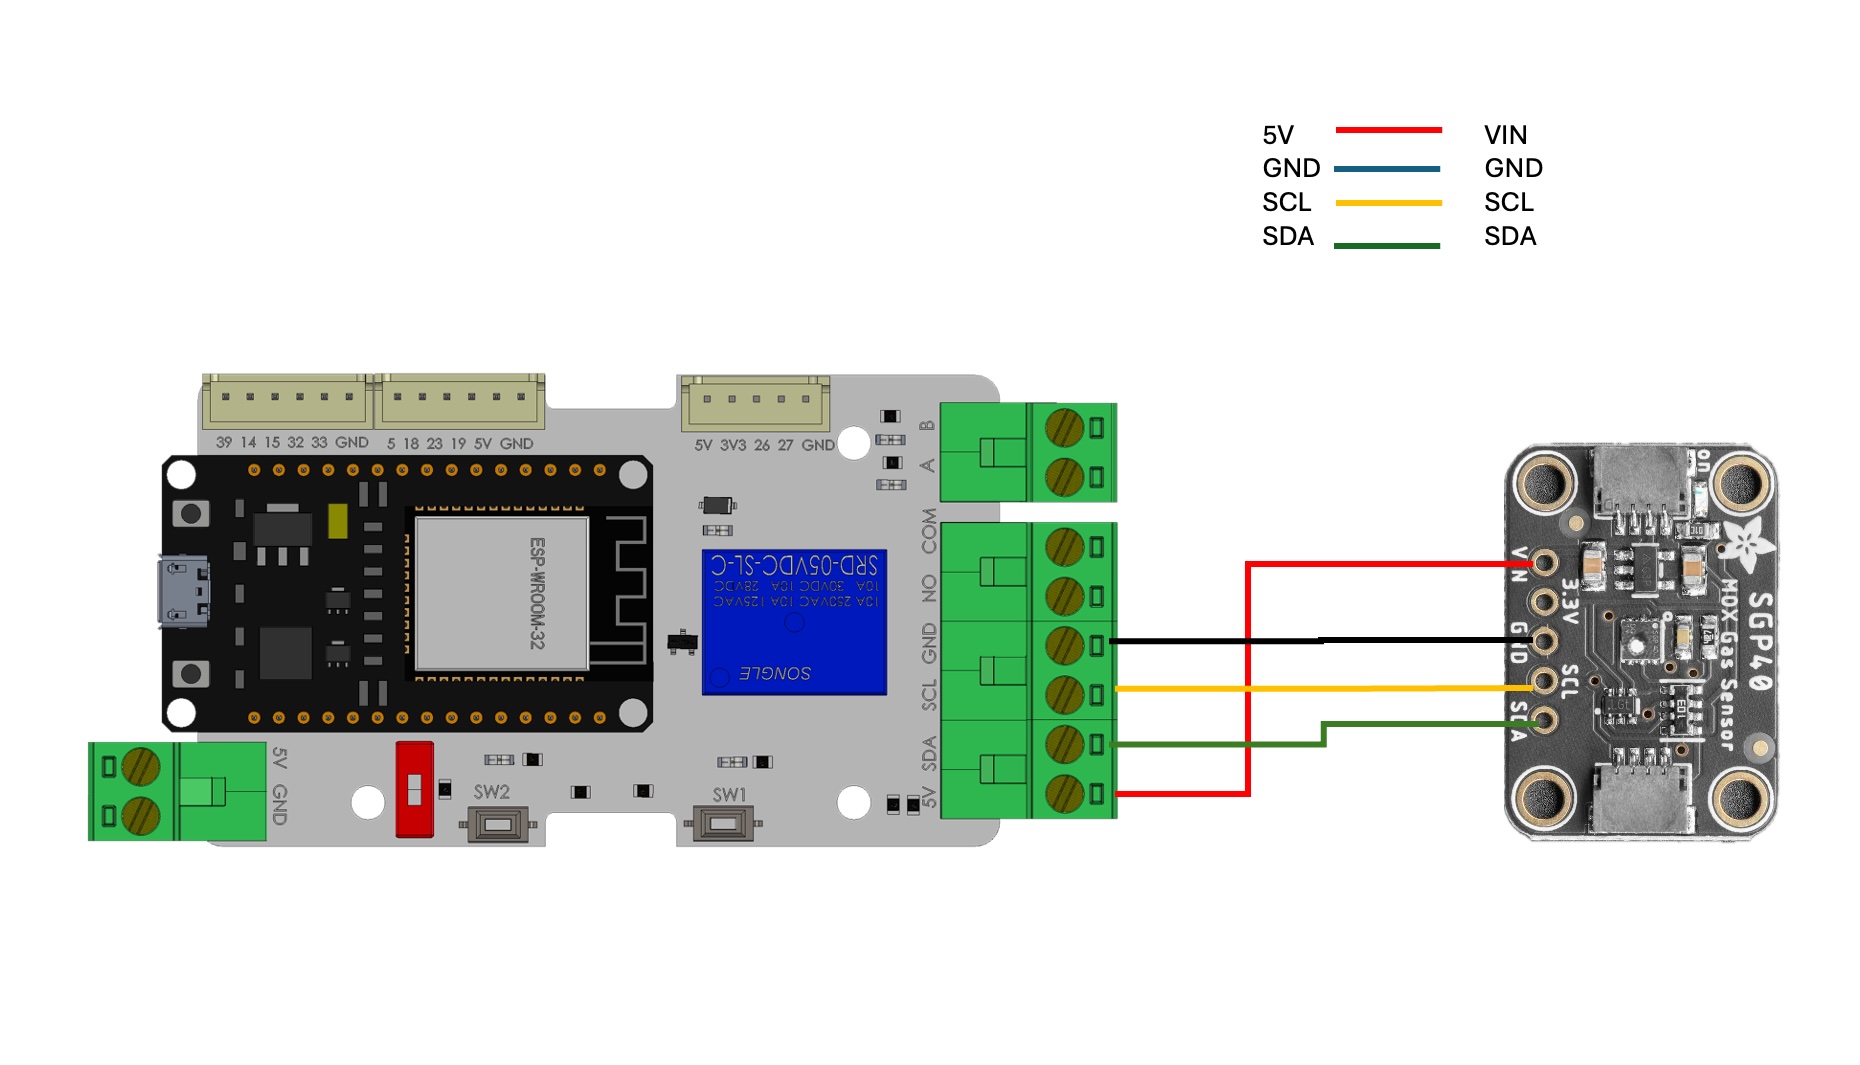 5V VIN
GND GND
SCL SCL
SDA SDA
39 14 15 32 33 GND
5 18 23 19 5V GND
5V 3V3 26 27 GND
B
A
COM
NO
GND
SCL
SDA
5V
ESP-WROOM-32
SRD-05VDC-SL-C
10A 30VDC 10A 28VDC
10A 250VAC 10A 125VAC
SONGLE
5V
GND
SW2
SW1
on
VIN
3.3V
GND
SCL
SDA
SGP40
MOX Gas Sensor